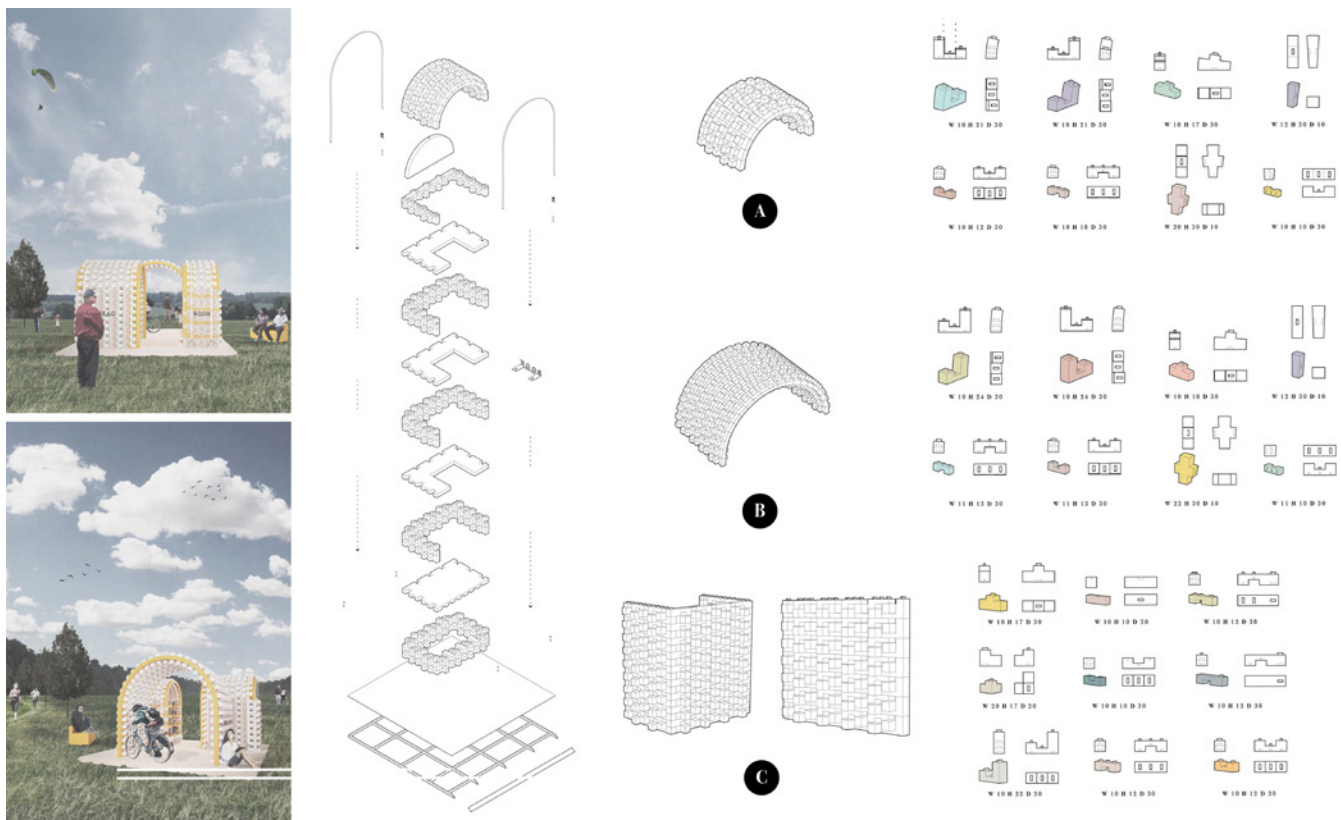 NOOK
A
W 10 H 21 D 30
W 10 H 21 D 30
W 10 H 17 D 30
W 12 H 30 D 10
W 10 H 12 D 30
W 10 H 18 D 30
W 20 H 30 D 10
W 10 H 10 D 30
B
W 10 H 24 D 30
W 10 H 24 D 30
W 10 H 18 D 30
W 12 H 30 D 10
W 11 H 13 D 30
W 11 H 13 D 30
W 22 H 30 D 10
W 11 H 10 D 30
C
W 10 H 17 D 30
W 10 H 10 D 30
W 10 H 12 D 38
W 20 H 17 D 20
W 10 H 10 D 30
W 10 H 12 D 38
W 10 H 22 D 30
W 10 H 12 D 30
W 10 H 12 D 30